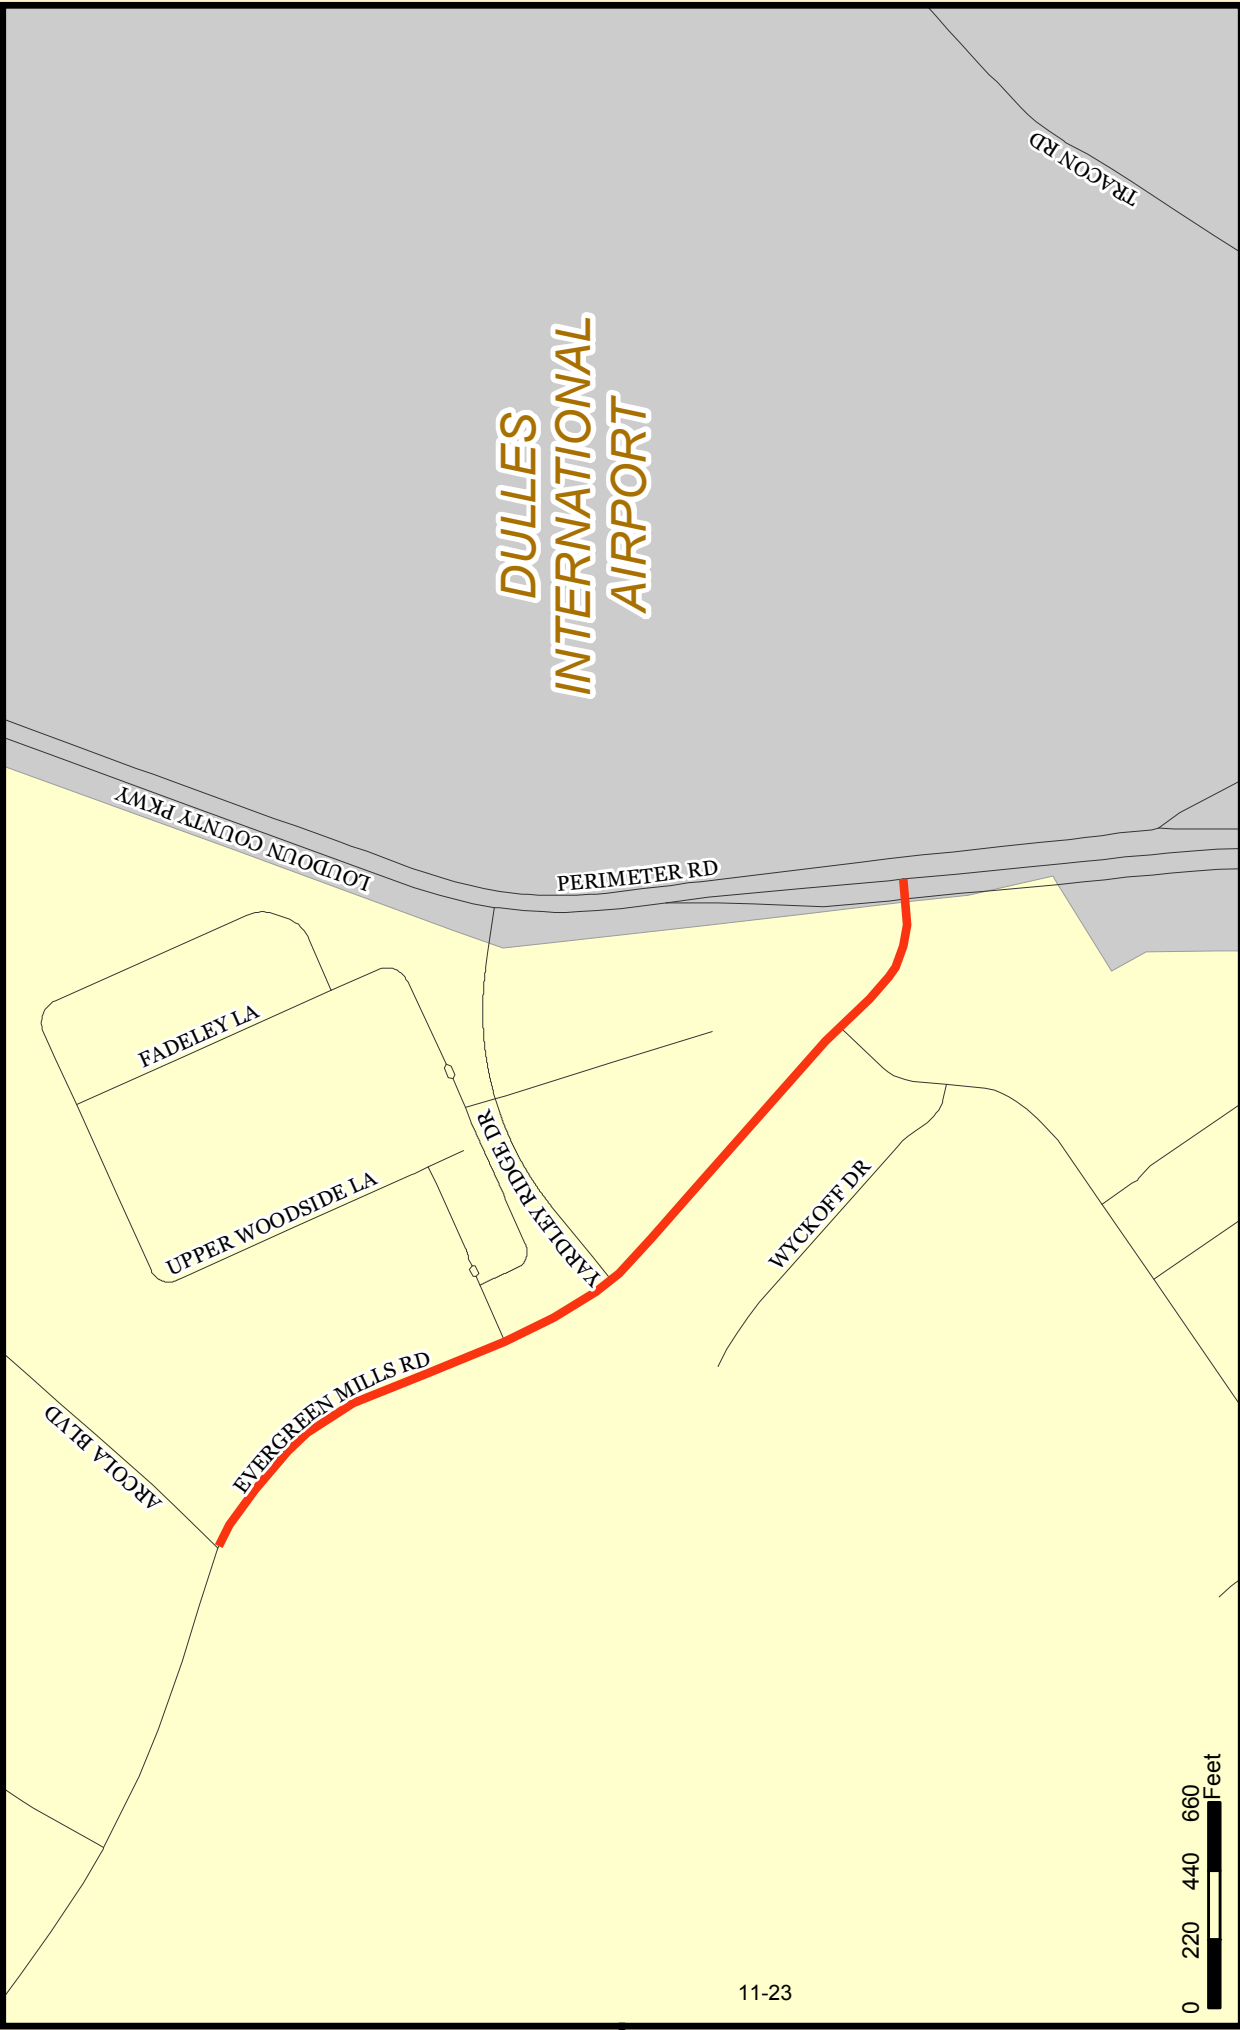 TRACON RD
DULLES
INTERNATIONAL
AIRPORT
LOUDOUN COUNTY PKWY
PERIMETER RD
FADELEY LA
UPPER WOODSIDE LA
YARDLEY RIDGE DR
WYCKOFF DR
EVERGREEN MILLS RD
ARCOLA BLVD
0 220 440 660
Feet
11-23